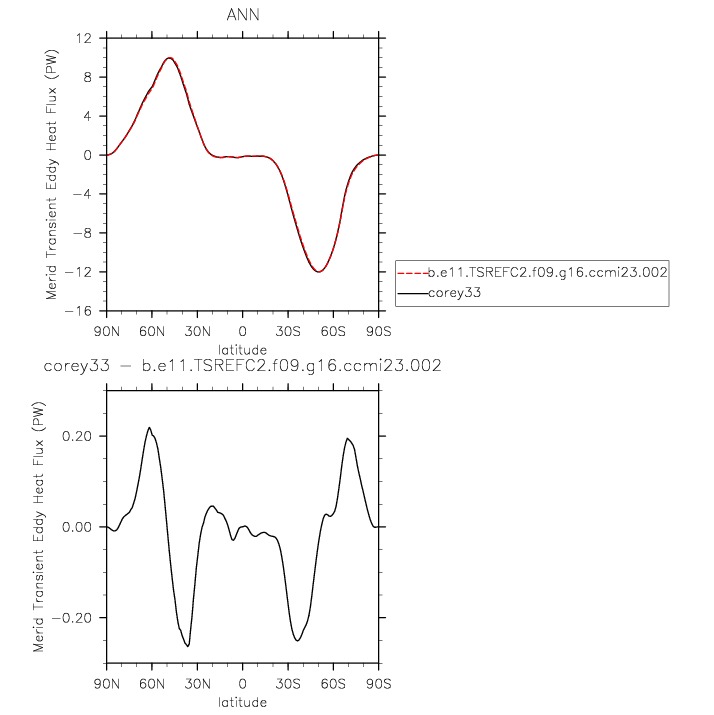 ANN
Merid Transient Eddy Heat Flux (PW)
12
8
4
0
−4
−8
−12
−16
90N 60N 30N 0 30S 60S 90S
latitude
b.e11.TSREFC2.f09.g16.ccmi23.002
corey33
corey33 − b.e11.TSREFC2.f09.g16.ccmi23.002
Merid Transient Eddy Heat Flux (PW)
0.20
0.00
−0.20
90N 60N 30N 0 30S 60S 90S
latitude